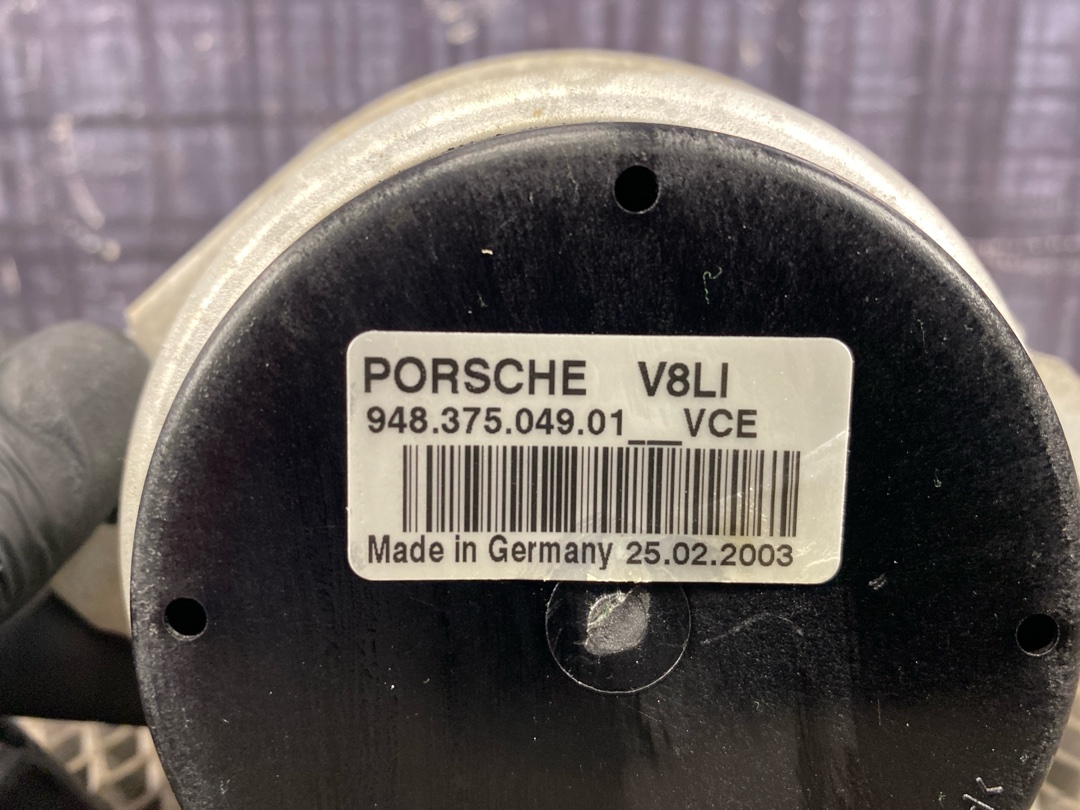 PORSCHE V8LI
948.375.049.01__VCE
Made in Germany 25.02.2003